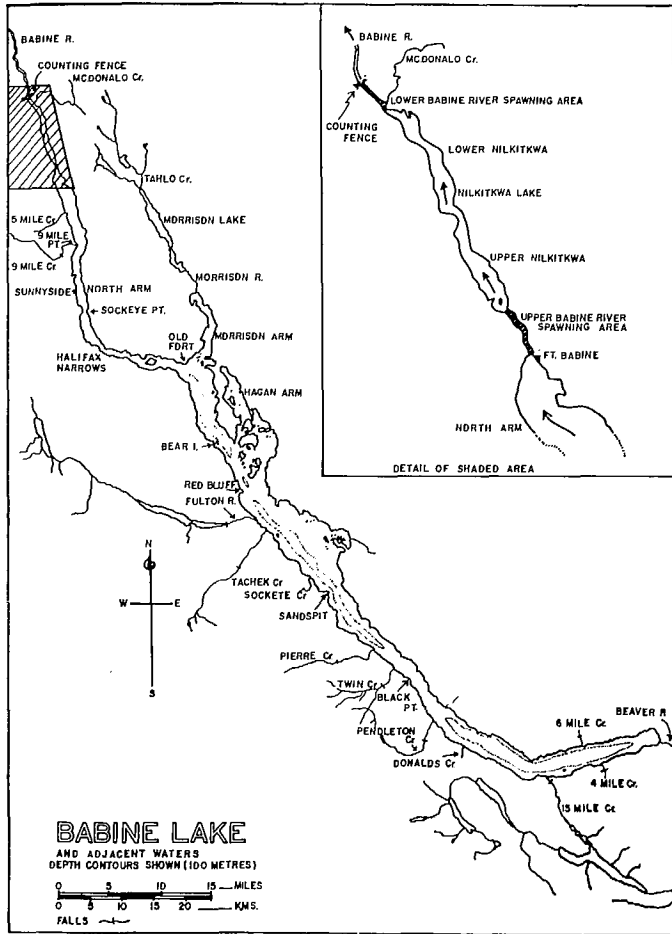 BABINE R.
COUNTING FENCE
MCDONALO Cr.
TAHLO Cr.
5 MILE Cr
9 MILE
PT.
9 MILE Cr
MORRISON LAKE
SUNNYSIDE
NORTH ARM
SOCKEYE PT.
MORRISON R.
OLD
FORT
MORRISON ARM
HALIFAX
NARROWS
HAGAN ARM
BEAR I.
RED BLUFF
FULTON R.
TACHEK Cr
SOCKETE Cr
SANDSPIT
PIERRE Cr.
TWIN Cr.
BLACK
PT.
PENDLETON
Cr
DONALDS Cr
6 MILE Cr
BEAVER R
4 MILE Cr.
15 MILE Cr
N
W
E
S
BABINE LAKE
AND ADJACENT WATERS
DEPTH CONTOURS SHOWN (100 METRES)
0 5 10 15 MILES
0 5 10 15 20 KMS.
FALLS
BABINE R.
MCDONALO Cr.
LOWER BABINE RIVER SPAWNING AREA
COUNTING
FENCE
LOWER NILKITKWA
NILKITKWA LAKE
UPPER NILKITKWA
UPPER BABINE RIVER
SPAWNING AREA
FT. BABINE
NORTH ARM
DETAIL OF SHADED AREA